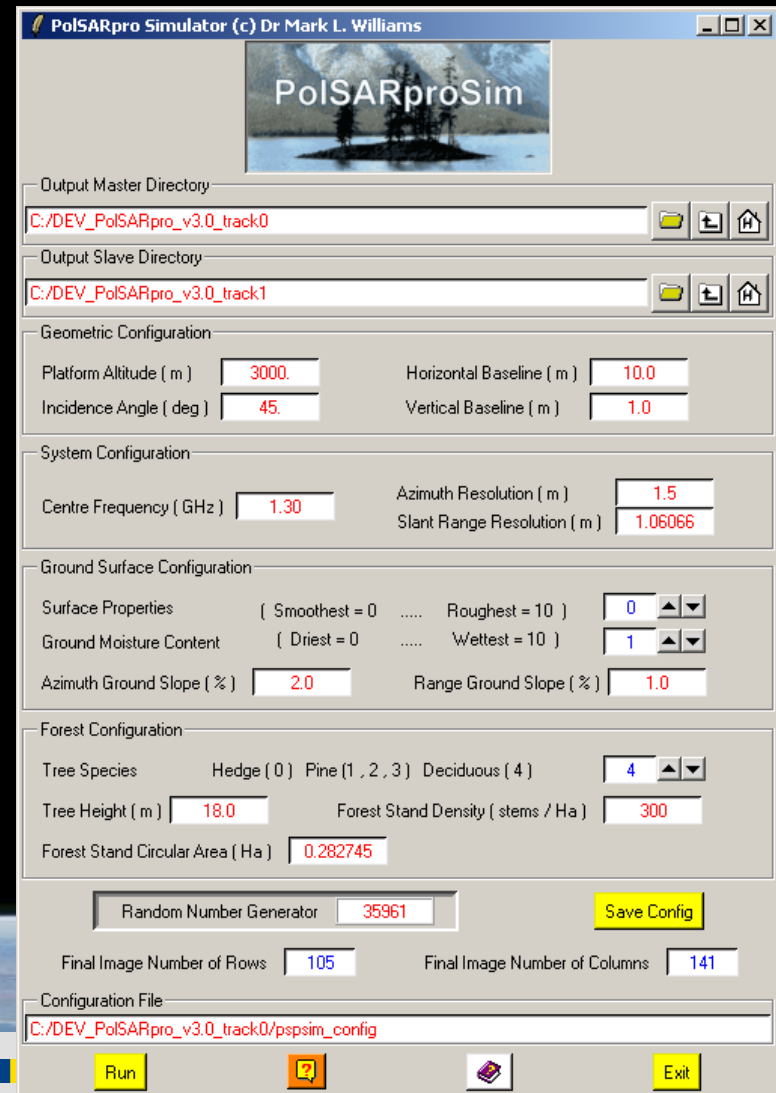 PolSARpro Simulator (c) Dr Mark L. Williams
PolSARproSim
Output Master Directory
C:/DEV_PolSARpro_v3.0_track0
Output Slave Directory
C:/DEV_PolSARpro_v3.0_track1
Geometric Configuration
Platform Altitude ( m ) 3000. Horizontal Baseline ( m ) 10.0
Incidence Angle ( deg ) 45. Vertical Baseline ( m ) 1.0
System Configuration
Centre Frequency ( GHz ) 1.30
Azimuth Resolution ( m ) 1.5
Slant Range Resolution ( m ) 1.06066
Ground Surface Configuration
Surface Properties ( Smoothest = 0 ..... Roughest = 10 ) 0
Ground Moisture Content ( Driest = 0 ..... Wettest = 10 ) 1
Azimuth Ground Slope ( % ) 2.0 Range Ground Slope ( % ) 1.0
Forest Configuration
Tree Species Hedge ( 0 ) Pine (1 , 2 , 3 ) Deciduous ( 4 ) 4
Tree Height ( m ) 18.0 Forest Stand Density ( stems / Ha ) 300
Forest Stand Circular Area ( Ha ) 0.282745
Random Number Generator 35961 Save Config
Final Image Number of Rows 105 Final Image Number of Columns 141
Configuration File
C:/DEV_PolSARpro_v3.0_track0/pspsim_config
Run ? ? Exit